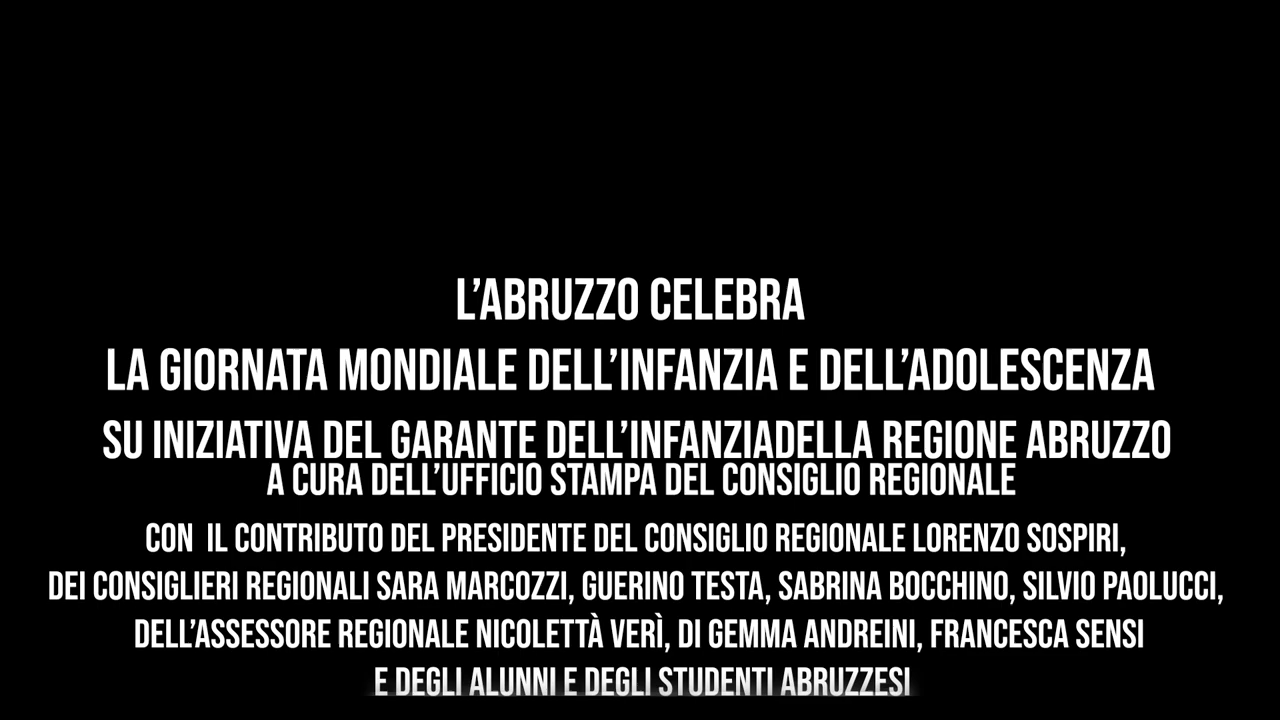 L’ABRUZZO CELEBRA
LA GIORNATA MONDIALE DELL’INFANZIA E DELL’ADOLESCENZA
SU INIZIATIVA DEL GARANTE DELL’INFANZIADELLA REGIONE ABRUZZO
A CURA DELL’UFFICIO STAMPA DEL CONSIGLIO REGIONALE
CON  IL CONTRIBUTO DEL PRESIDENTE DEL CONSIGLIO REGIONALE LORENZO SOSPIRI,
DEI CONSIGLIERI REGIONALI SARA MARCOZZI, GUERINO TESTA, SABRINA BOCCHINO, SILVIO PAOLUCCI,
DELL’ASSESSORE REGIONALE NICOLETTÀ VERÌ, DI GEMMA ANDREINI, FRANCESCA SENSI
E DEGLI ALUNNI E DEGLI STUDENTI ABRUZZESI